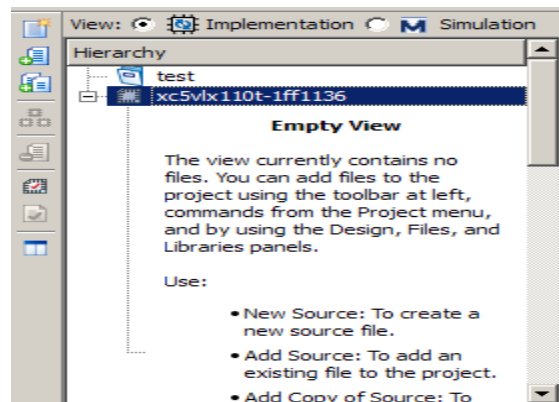 View: Implementation Simulation
Hierarchy
test
xc5vlx110t-1ff1136
Empty View
The view currently contains no
files. You can add files to the
project using the toolbar at left,
commands from the Project menu,
and by using the Design, Files, and
Libraries panels.
Use:
• New Source: To create a
new source file.
• Add Source: To add an
existing file to the project.
• Add Copy of Source: To